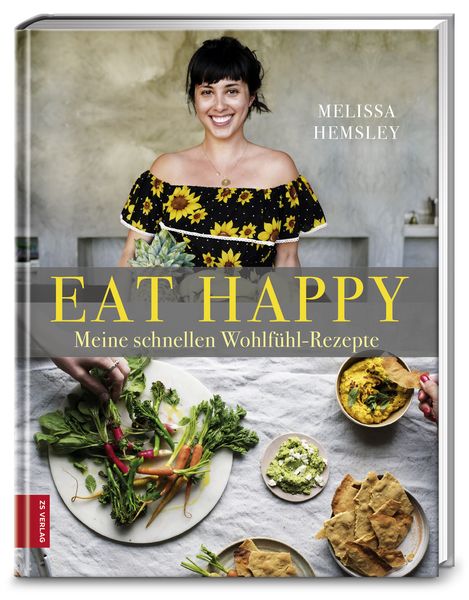 MELISSA
HEMSLEY
EAT HAPPY
Meine schnellen Wohlfühl-Rezepte
ZS VERLAG